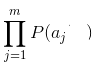 \prod_{j=1}^{m} P(a_j )